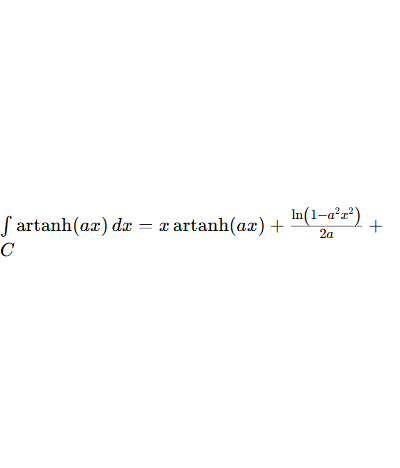 ∫ artanh(ax) dx = x artanh(ax) + ln(1−a²x²)/2a +
C